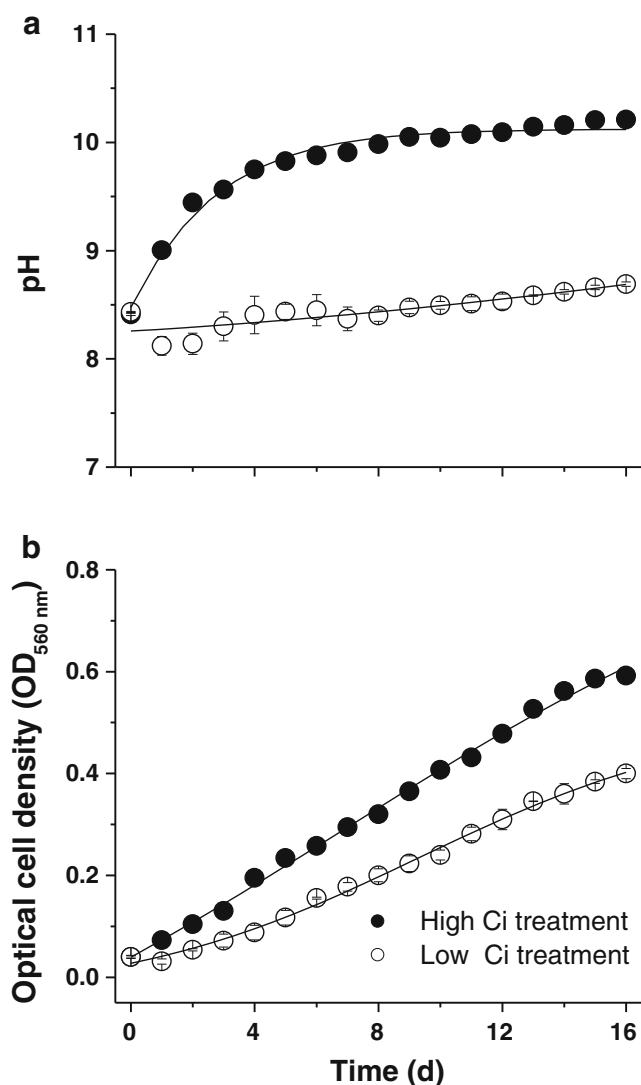 a
11
10
9
8
7
pH
b
0.8
0.6
0.4
0.2
0.0
Optical cell density (OD560 nm)
High Ci treatment
Low Ci treatment
0 4 8 12 16
Time (d)